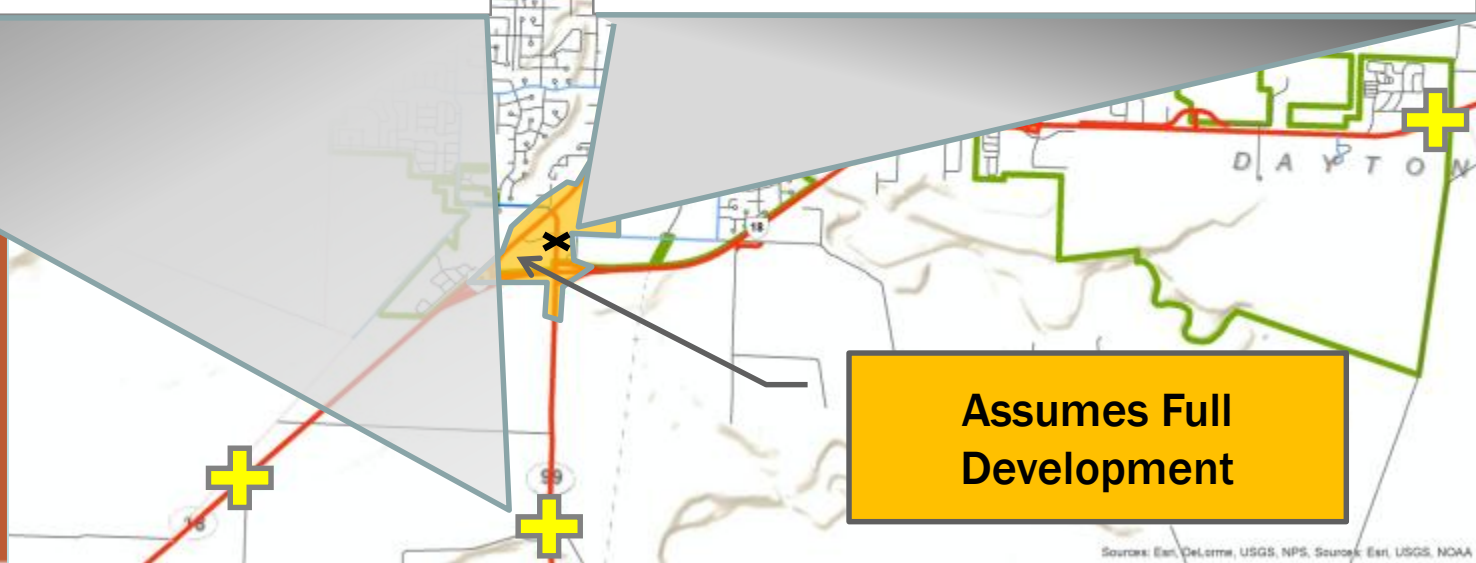 DAYTON
18
Assumes Full
Development
99
18
Sources: Esri, DeLorme, USGS, NPS, Sources: Esri, USGS, NOAA